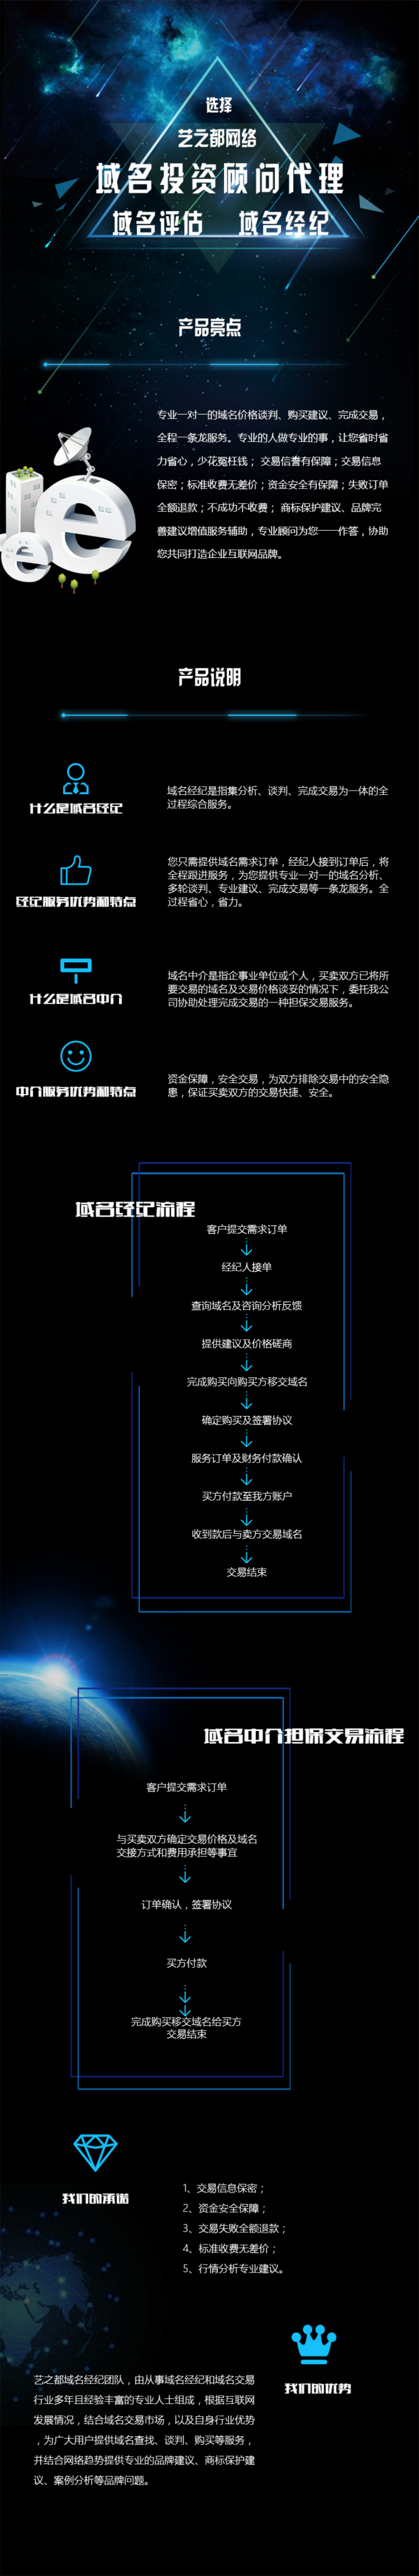 选择
艺之都网络
域名投资顾问代理
域名评估 域名经纪
产品亮点
专业一对一的域名价格谈判、购买建议、完成交易，
全程一条龙服务。专业的人做专业的事，让您省时省
力省心，少花冤枉钱； 交易信誉有保障；交易信息
保密；标准收费无差价；资金安全有保障；失败订单
全额退款；不成功不收费； 商标保护建议、品牌完
善建议增值服务辅助，专业顾问为您一一作答，协助
您共同打造企业互联网品牌。
产品说明
什么是域名经纪
域名经纪是指集分析、谈判、完成交易为一体的全
过程综合服务。
经纪服务优势和特点
您只需提供域名需求订单，经纪人接到订单后，将
全程跟进服务，为您提供专业一对一的域名分析、
多轮谈判、专业建议、完成交易等一条龙服务。全
过程省心，省力。
什么是域名中介
域名中介是指企事业单位或个人，买卖双方已将所
要交易的域名及交易价格谈妥的情况下，委托我公
司协助处理完成交易的一种担保交易服务。
中介服务优势和特点
资金保障，安全交易，为双方排除交易中的安全隐
患，保证买卖双方的交易快捷、安全。
域名经纪流程
客户提交需求订单
经纪人接单
查询域名及咨询分析反馈
提供建议及价格磋商
完成购买向购买方移交域名
确定购买及签署协议
服务订单及财务付款确认
买方付款至我方账户
收到款后与卖方交易域名
交易结束
域名中介担保交易流程
客户提交需求订单
与买卖双方确定交易价格及域名
交接方式和费用承担等事宜
订单确认，签署协议
买方付款
完成购买移交域名给买方
交易结束
我们的承诺
1、交易信息保密；
2、资金安全保障；
3、交易失败全额退款；
4、标准收费无差价；
5、行情分析专业建议。
我们的优势
艺之都域名经纪团队，由从事域名经纪和域名交易
行业多年且经验丰富的专业人士组成，根据互联网
发展情况，结合域名交易市场，以及自身行业优势
，为广大用户提供域名查找、谈判、购买等服务，
并结合网络趋势提供专业的品牌建议、商标保护建
议、案例分析等品牌问题。